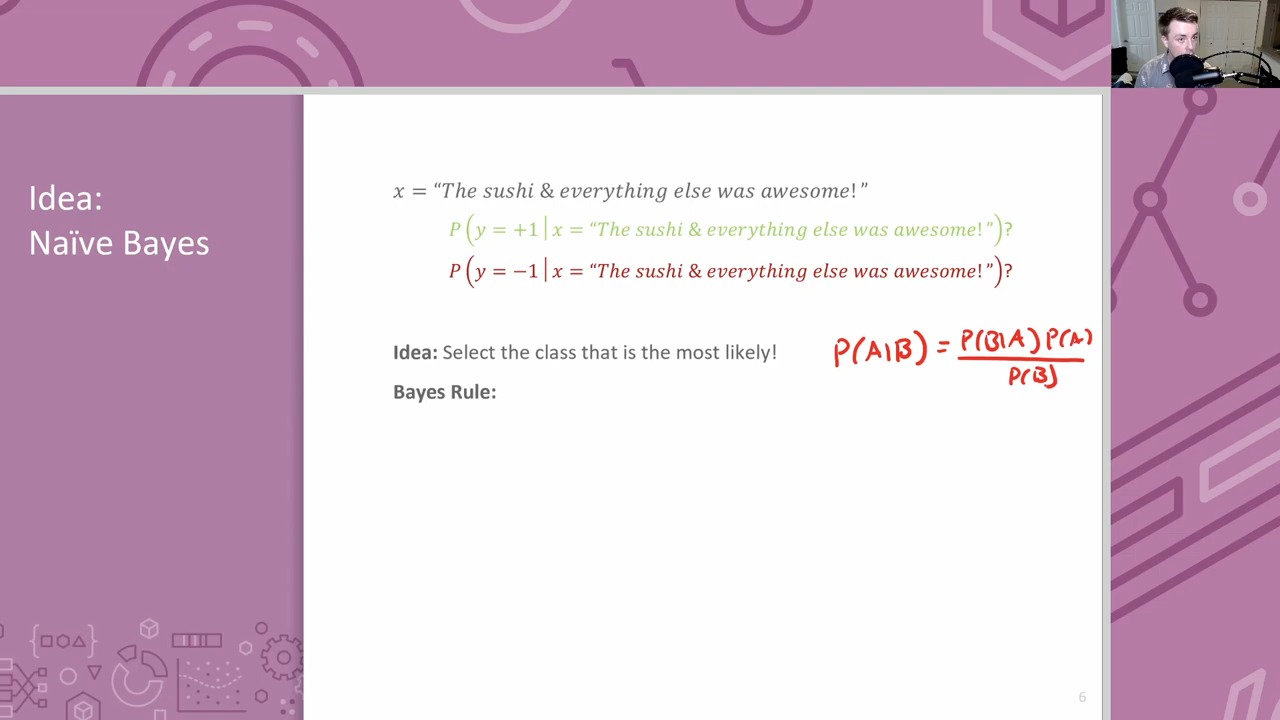 Idea:
Naïve Bayes
x = “The sushi & everything else was awesome!”
P(y = +1 | x = “The sushi & everything else was awesome!”)?
P(y = −1 | x = “The sushi & everything else was awesome!”)?
Idea: Select the class that is the most likely!
P(A|B) = P(B|A) P(A)
P(B)
Bayes Rule:
6